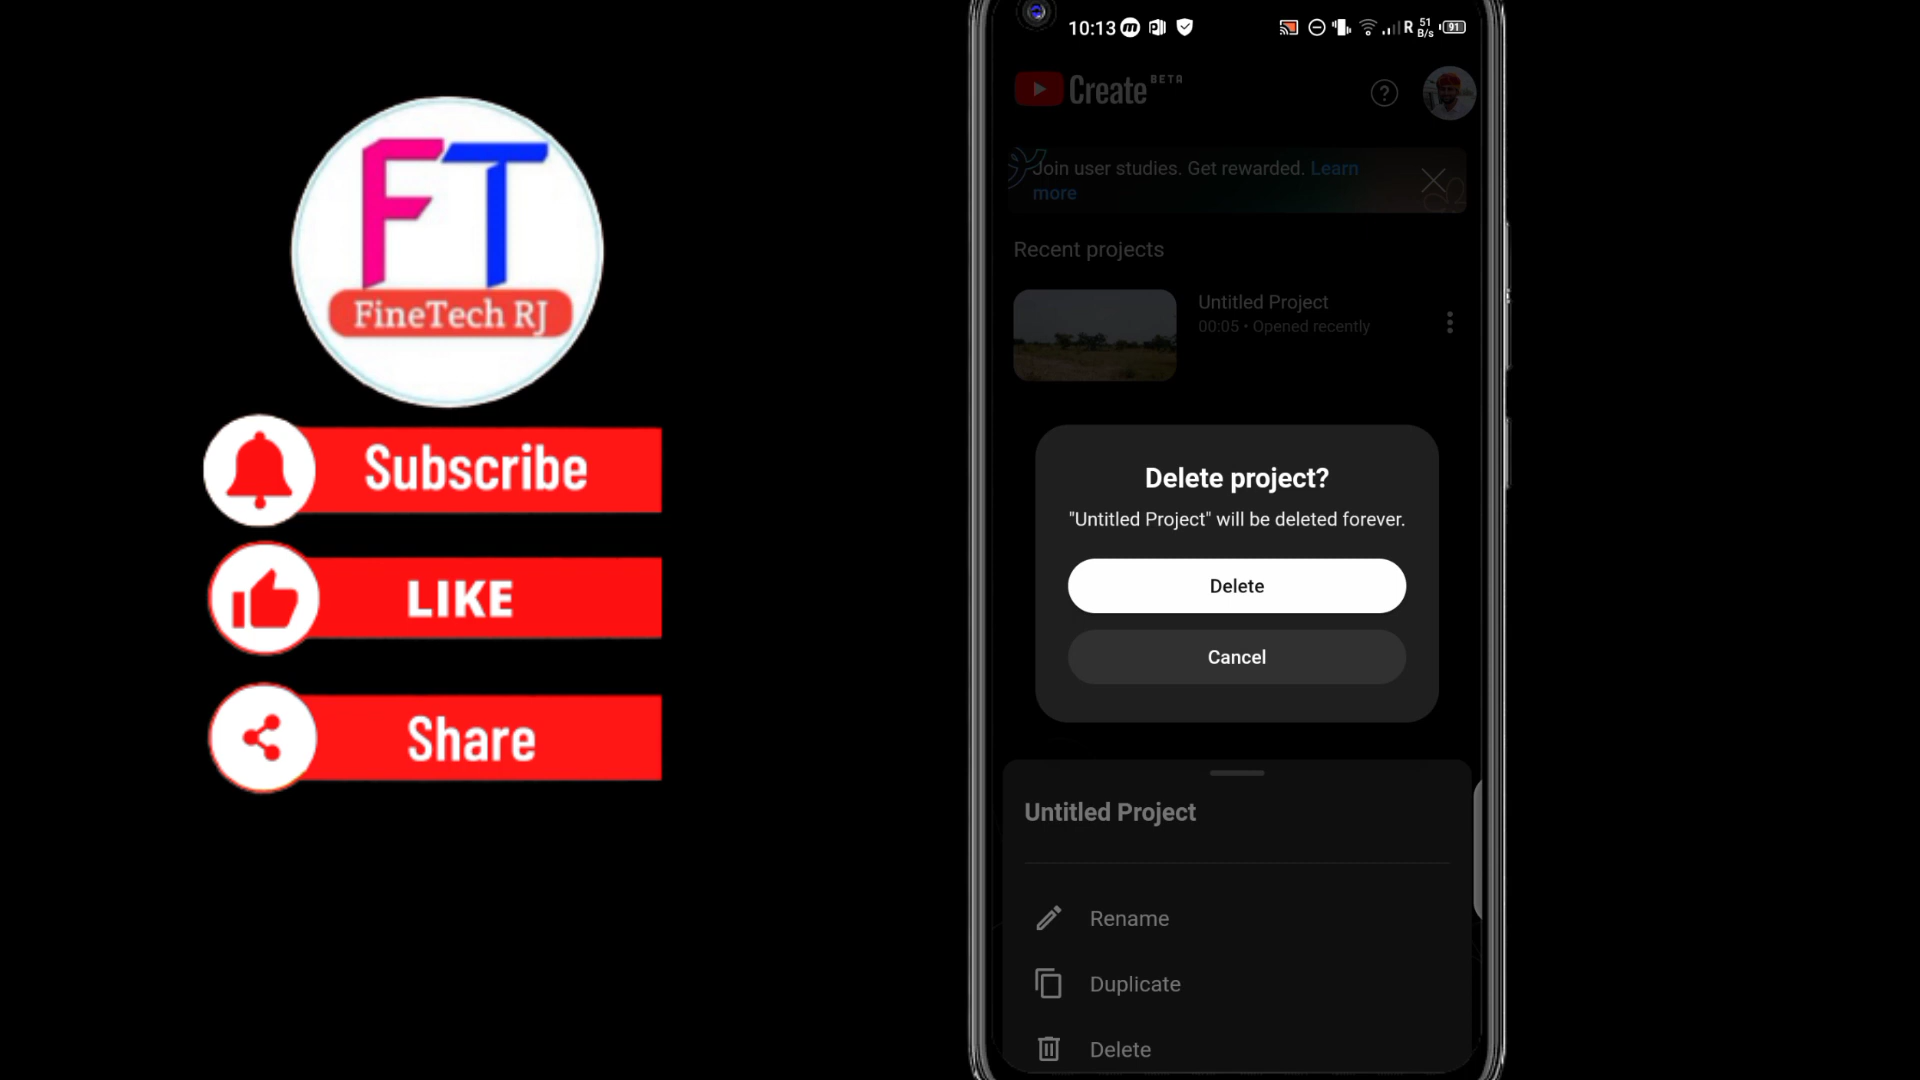 FT
FineTech RJ
Subscribe
LIKE
Share
10:13
R 51 B/s 91
Create BETA
?
Join user studies. Get rewarded. Learn
more
Recent projects
Untitled Project
00:05 • Opened recently
Delete project?
"Untitled Project" will be deleted forever.
Delete
Cancel
Untitled Project
Rename
Duplicate
Delete